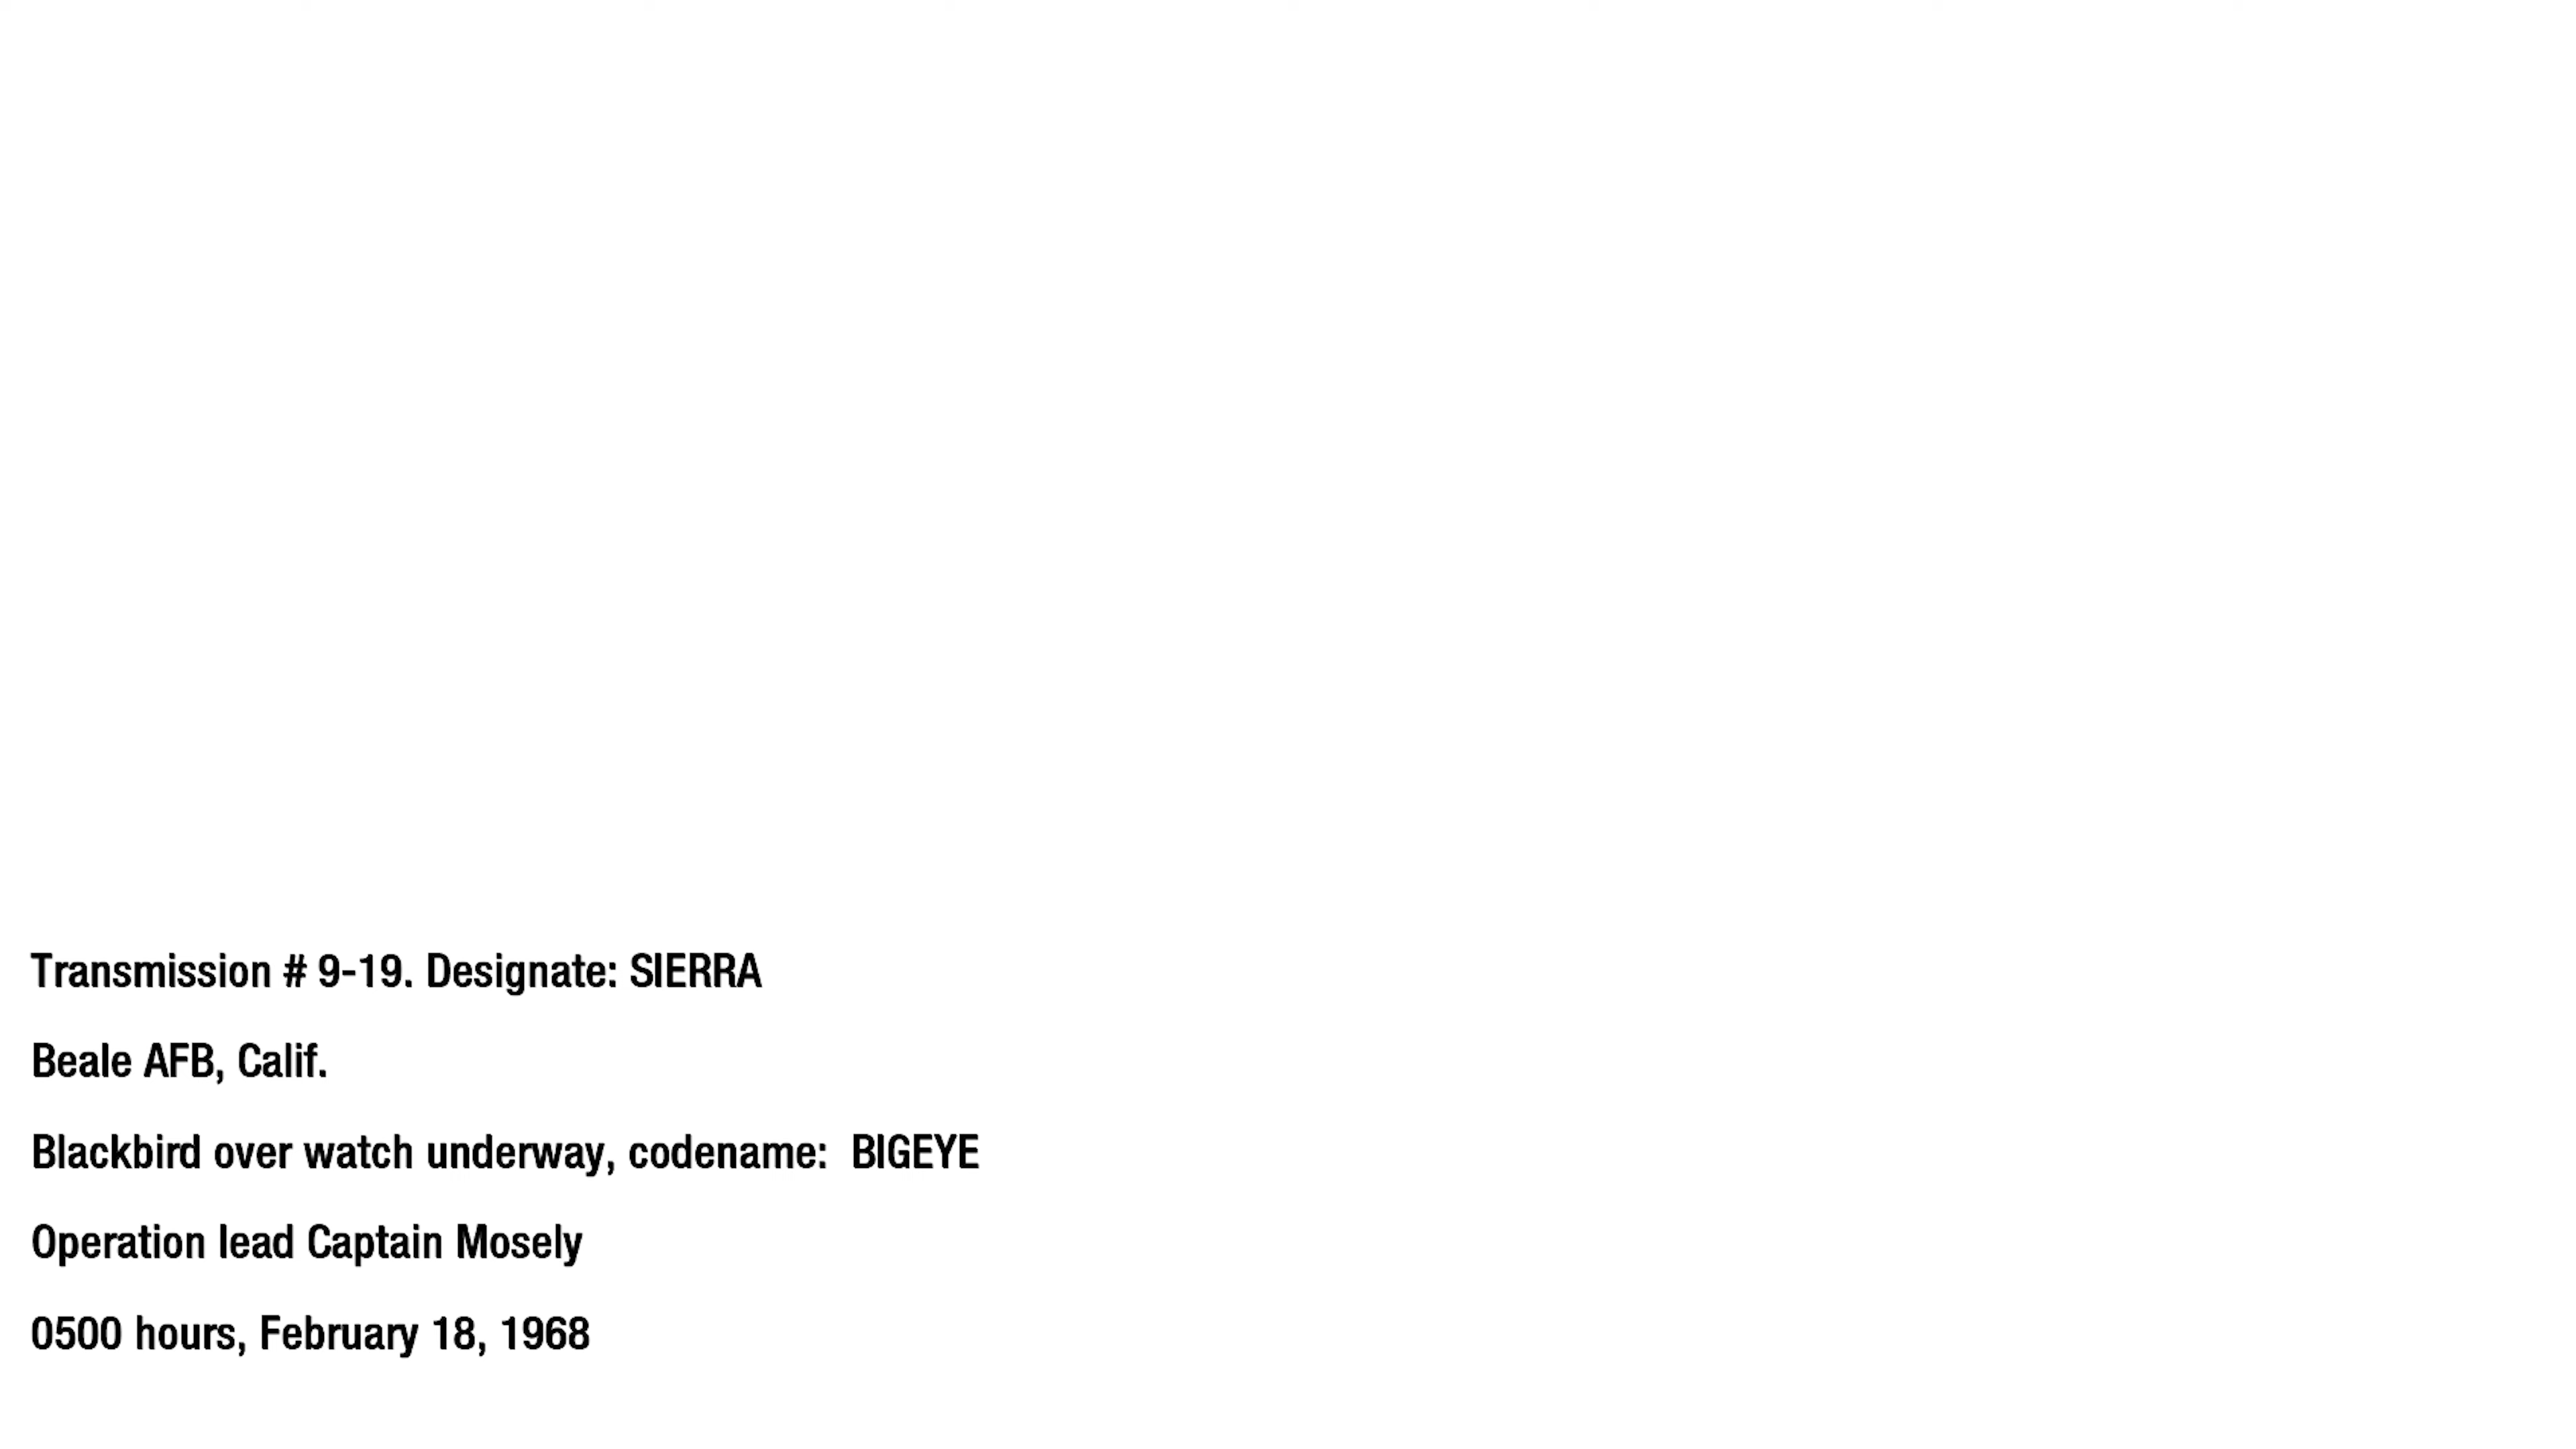 Transmission # 9-19. Designate: SIERRA
Beale AFB, Calif.
Blackbird over watch underway, codename:  BIGEYE
Operation lead Captain Mosely
0500 hours, February 18, 1968